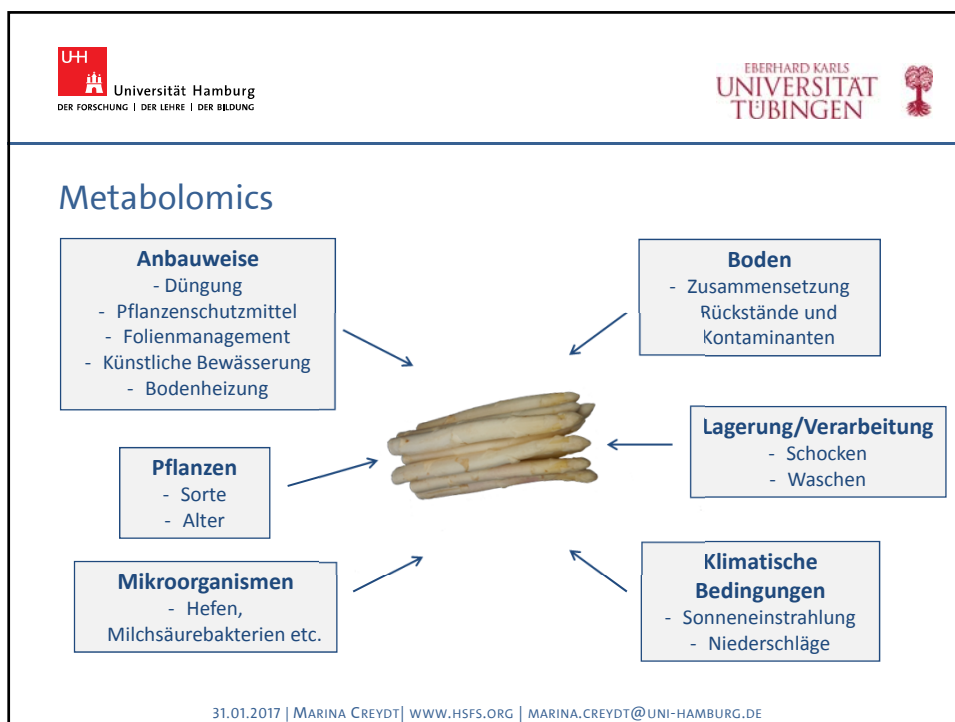 UHH
Universität Hamburg
DER FORSCHUNG | DER LEHRE | DER BILDUNG
EBERHARD KARLS
UNIVERSITÄT
TÜBINGEN
Metabolomics
Anbauweise
- Düngung
- Pflanzenschutzmittel
- Folienmanagement
- Künstliche Bewässerung
- Bodenheizung
Boden
- Zusammensetzung
Rückstände und
Kontaminanten
Pflanzen
- Sorte
- Alter
Lagerung/Verarbeitung
- Schocken
- Waschen
Mikroorganismen
- Hefen,
Milchsäurebakterien etc.
Klimatische
Bedingungen
- Sonneneinstrahlung
- Niederschläge
31.01.2017 | MARINA CREYDT| WWW.HSFS.ORG | MARINA.CREYDT@UNI-HAMBURG.DE